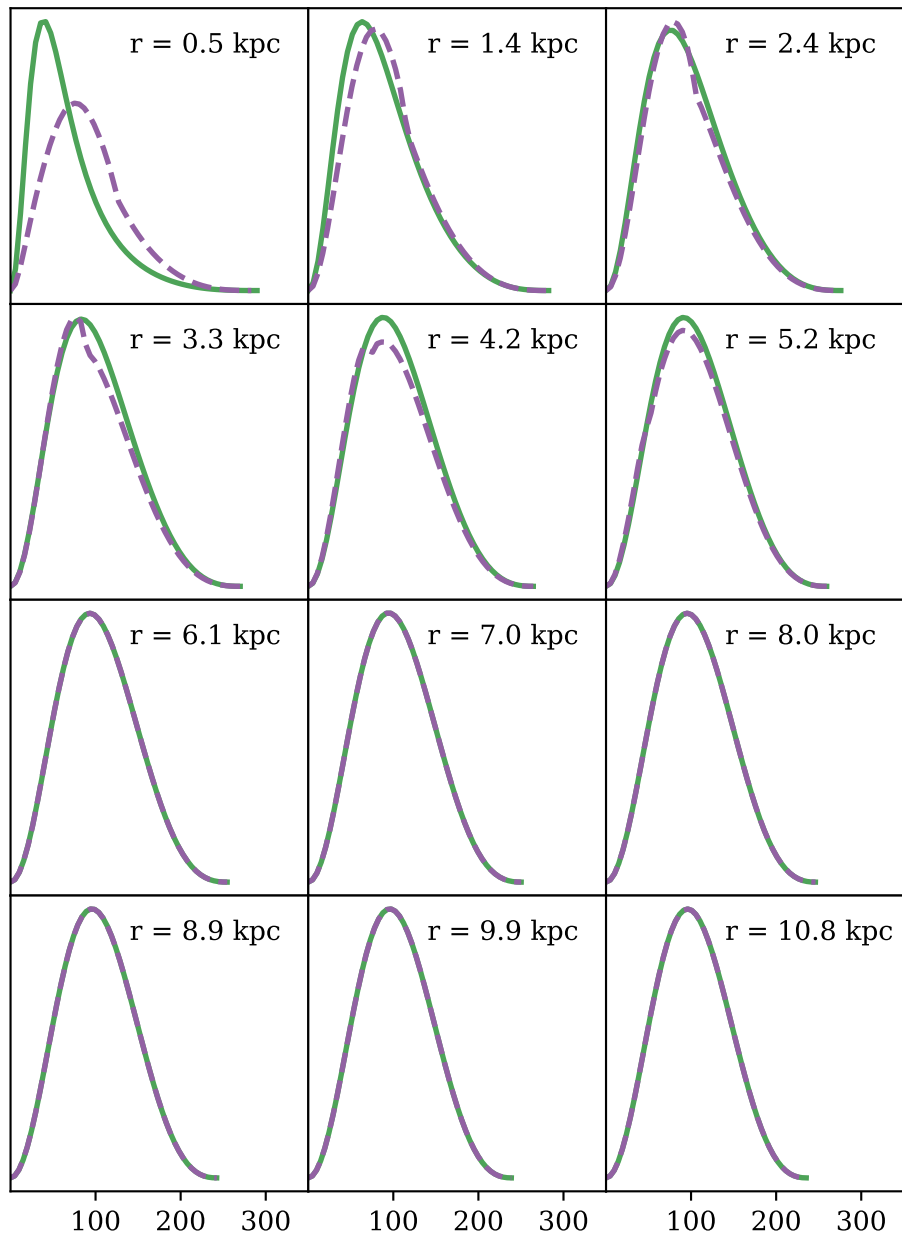 r = 0.5 kpc
r = 1.4 kpc
r = 2.4 kpc
r = 3.3 kpc
r = 4.2 kpc
r = 5.2 kpc
r = 6.1 kpc
r = 7.0 kpc
r = 8.0 kpc
r = 8.9 kpc
r = 9.9 kpc
r = 10.8 kpc
100 200 300 100 200 300 100 200 300